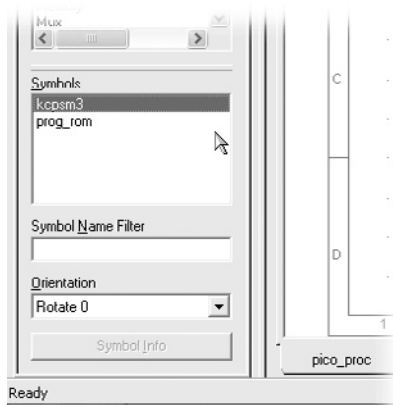 Mux
Symbols
kcpsm3
prog_rom
Symbol Name Filter
Orientation
Rotate 0
Symbol Info
C
D
1
pico_proc
Ready